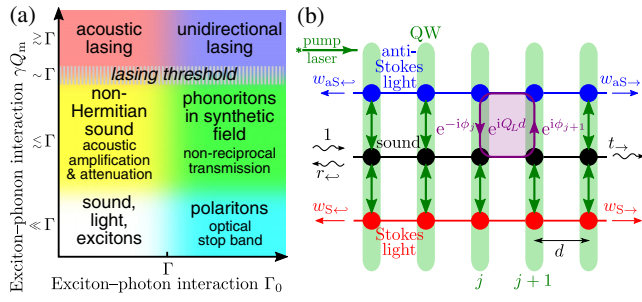 (a)
Exciton–phonon interaction γQm
≳Γ
~Γ
≲Γ
≪Γ
acoustic
lasing
unidirectional
lasing
lasing threshold
non-
Hermitian
sound
acoustic
amplification
& attenuation
phonoritons
in synthetic
field
non-reciprocal
transmission
sound,
light,
excitons
polaritons
optical
stop band
Γ
Exciton–photon interaction Γ0
(b)
QW
pump
laser
anti-
Stokes
light
waS↩
waS→
e−iϕj
eiQLd
eiϕj+1
1
sound
t→
r↩
wS↩
wS→
Stokes
light
d
j
j + 1